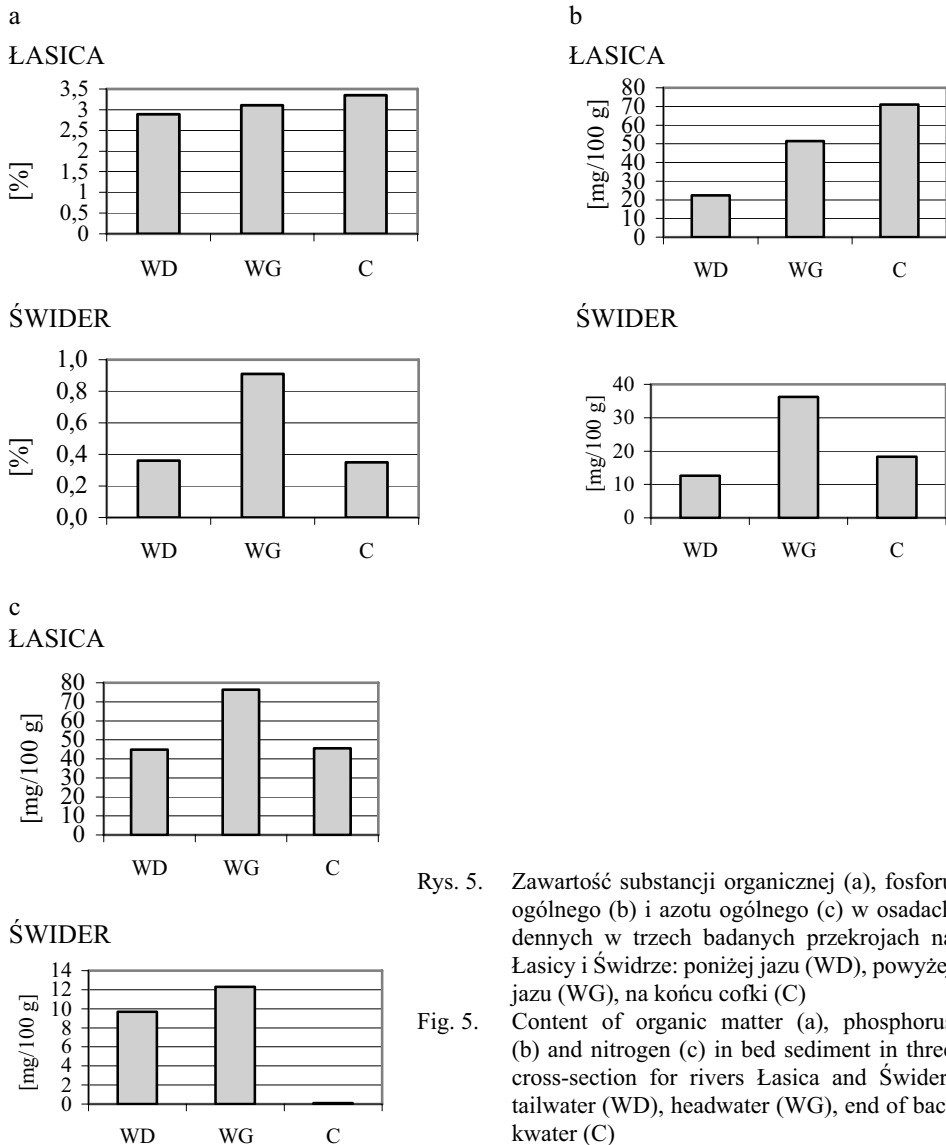 a
ŁASICA
3,5
3
2,5
2
1,5
1
0,5
0
[%]
WD WG C
ŚWIDER
1,0
0,8
0,6
0,4
0,2
0,0
[%]
WD WG C
b
ŁASICA
80
70
60
50
40
30
20
10
0
[mg/100 g]
WD WG C
ŚWIDER
40
30
20
10
0
[mg/100 g]
WD WG C
c
ŁASICA
80
70
60
50
40
30
20
10
0
[mg/100 g]
WD WG C
ŚWIDER
14
12
10
8
6
4
2
0
[mg/100 g]
WD WG C
Rys. 5. Zawartość substancji organicznej (a), fosforu
ogólnego (b) i azotu ogólnego (c) w osadach
dennych w trzech badanych przekrojach na
Łasicy i Świdrze: poniżej jazu (WD), powyżej
jazu (WG), na końcu cofki (C)
Fig. 5. Content of organic matter (a), phosphorus
(b) and nitrogen (c) in bed sediment in three
cross-section for rivers Łasica and Świder
tailwater (WD), headwater (WG), end of bac
kwater (C)